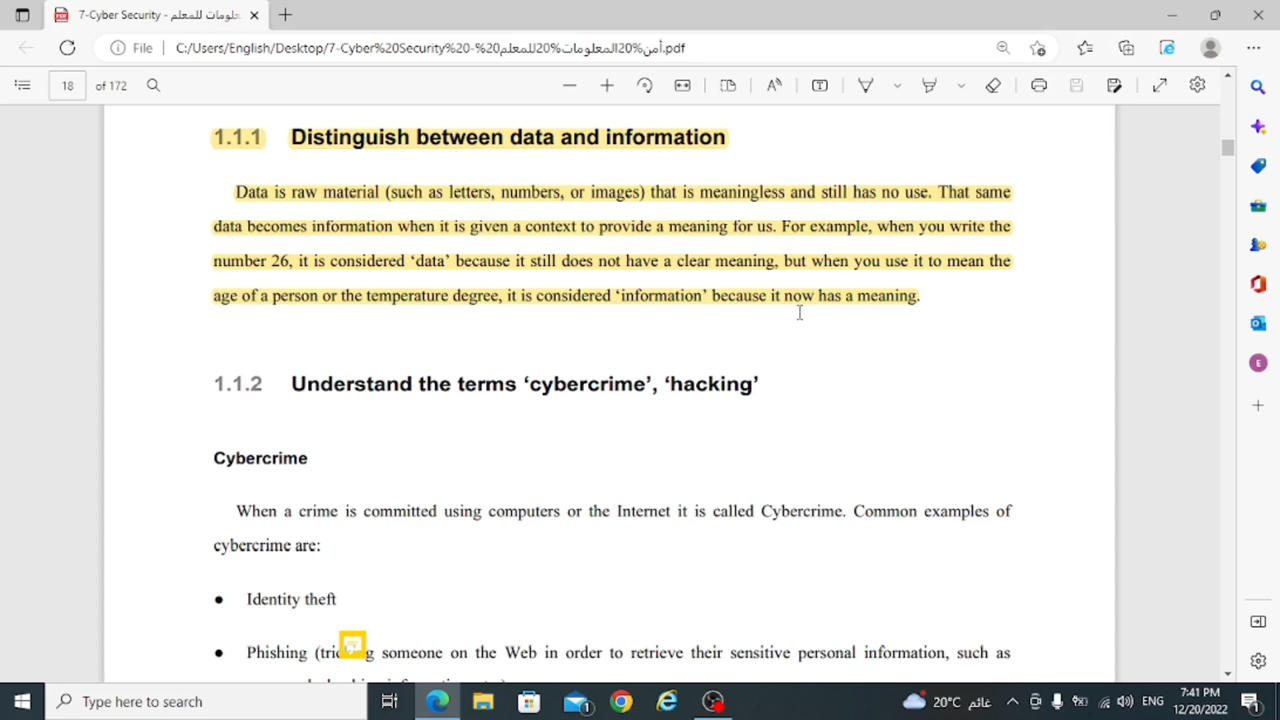 7-Cyber Security - علومات للمعلم.
File
C:/Users/English/Desktop/7-Cyber%20Security%20-%20أمن%20المعلومات%20للمعلم.pdf
18 of 172
1.1.1 Distinguish between data and information
Data is raw material (such as letters, numbers, or images) that is meaningless and still has no use. That same
data becomes information when it is given a context to provide a meaning for us. For example, when you write the
number 26, it is considered ‘data’ because it still does not have a clear meaning, but when you use it to mean the
age of a person or the temperature degree, it is considered ‘information’ because it now has a meaning.
1.1.2 Understand the terms ‘cybercrime’, ‘hacking’
Cybercrime
When a crime is committed using computers or the Internet it is called Cybercrime. Common examples of
cybercrime are:
● Identity theft
● Phishing (tri g someone on the Web in order to retrieve their sensitive personal information, such as
Type here to search
1
20°C غائم
ENG
7:41 PM
12/20/2022
1
E